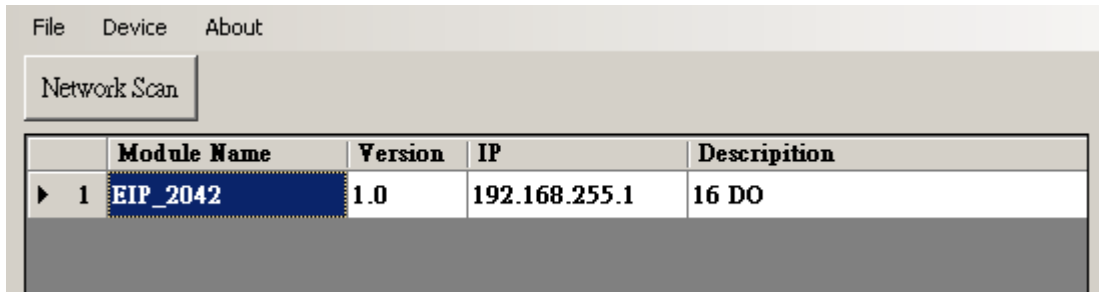 File Device About
Network Scan
Module Name Version IP Descripition
1 EIP_2042 1.0 192.168.255.1 16 DO